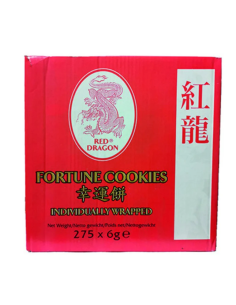 RED®
DRAGON
紅龍
FORTUNE COOKIES
幸運餅
INDIVIDUALLY WRAPPED
275 x 6g e